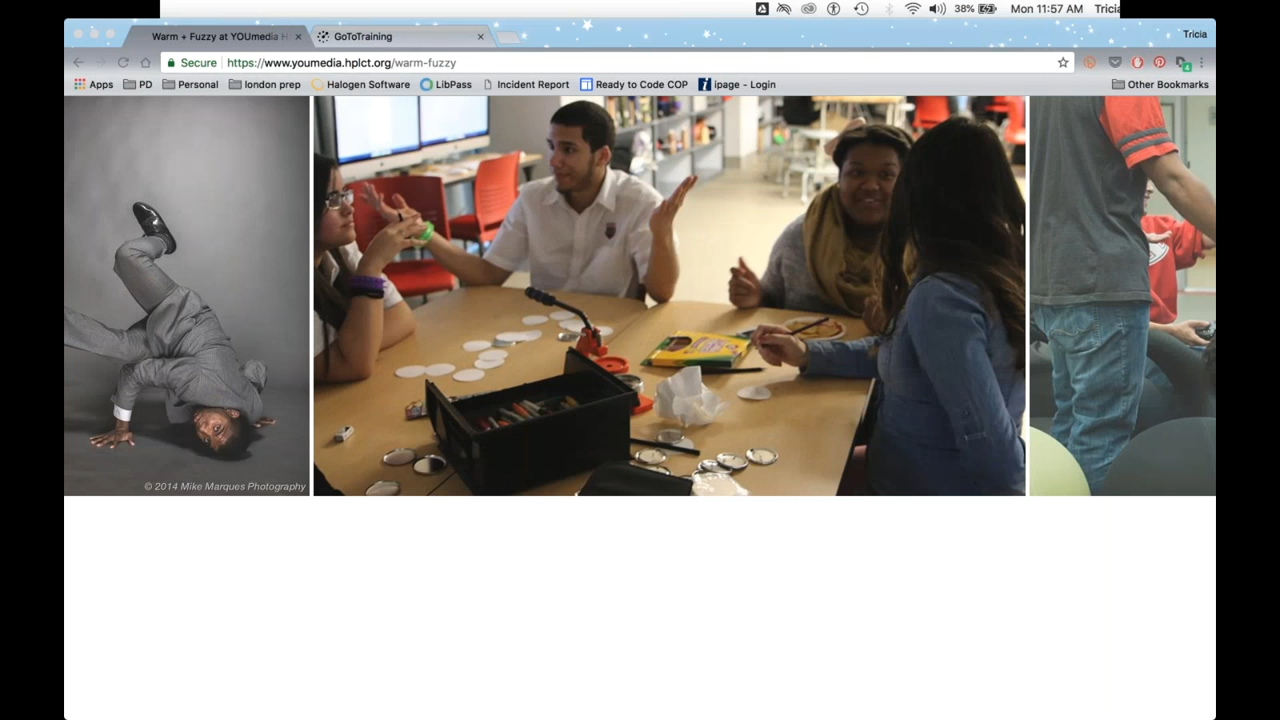 38% Mon 11:57 AM Tricia
Warm + Fuzzy at YOUmedia H GoToTraining Tricia
Secure https://www.youmedia.hplct.org/warm-fuzzy
Apps PD Personal london prep Halogen Software LibPass Incident Report Ready to Code COP ipage - Login Other Bookmarks
© 2014 Mike Marques Photography